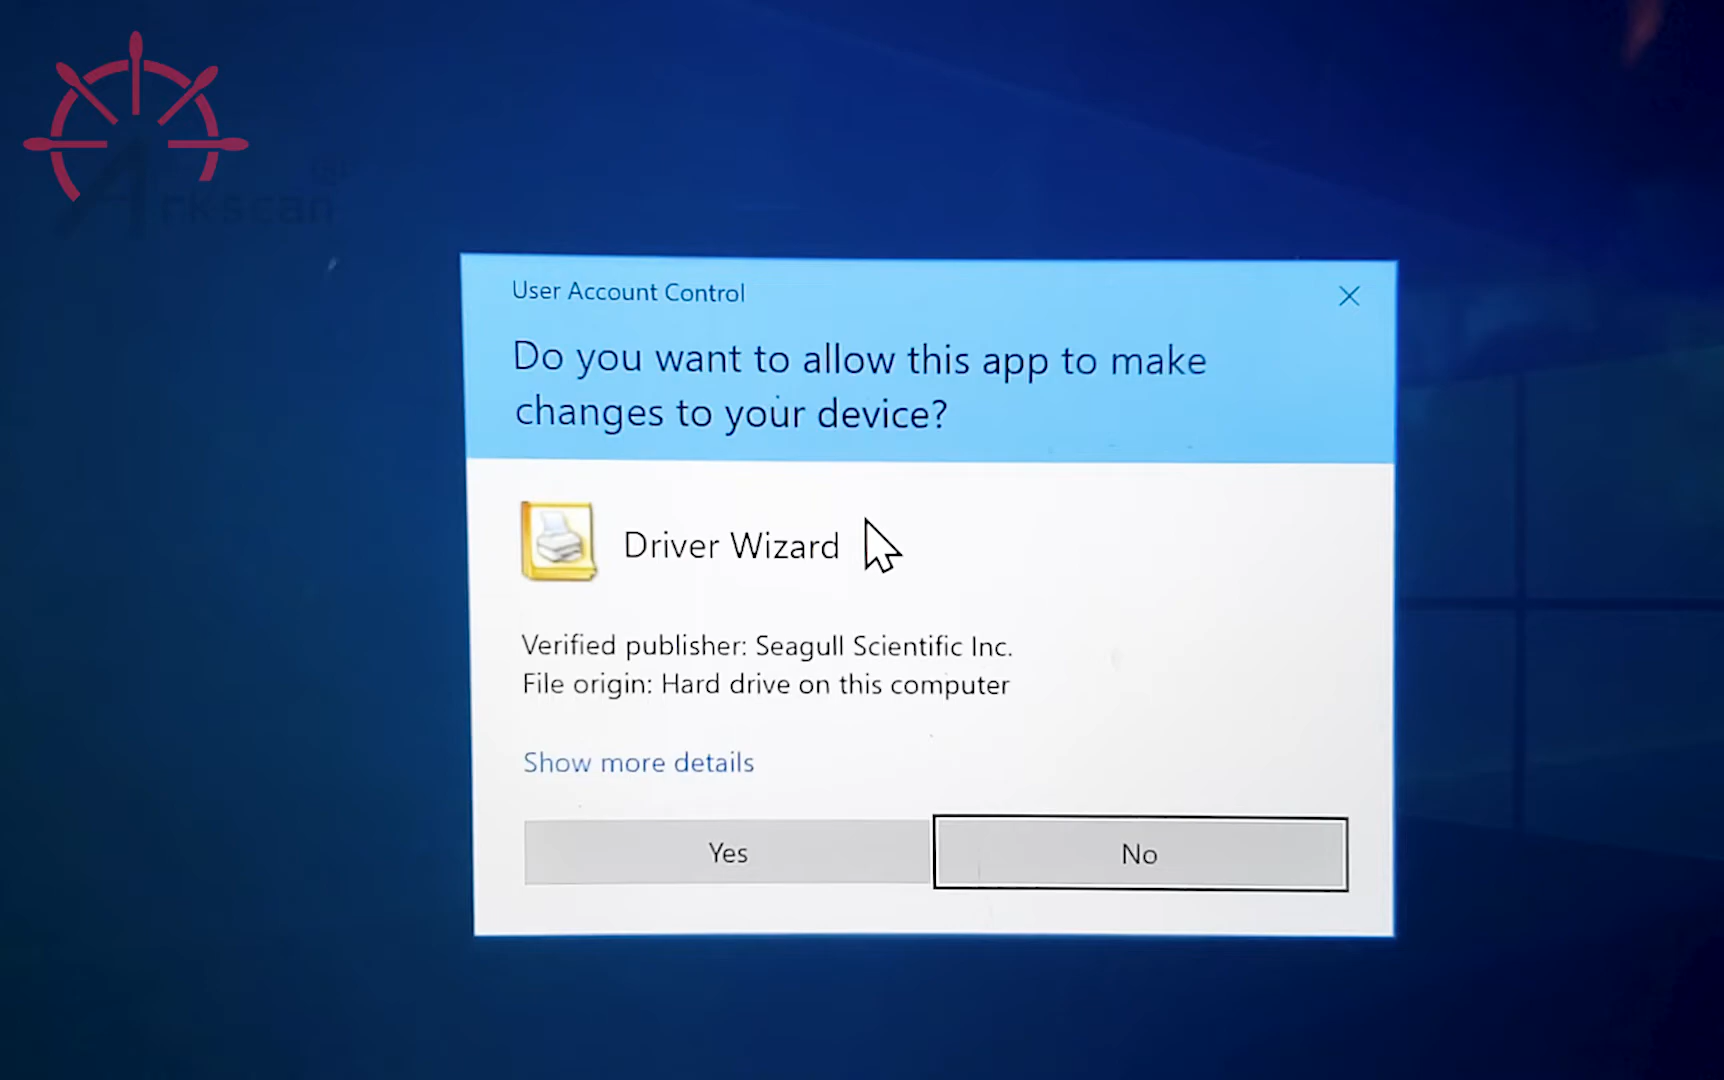 Arkscan
User Account Control
Do you want to allow this app to make
changes to your device?
Driver Wizard
Verified publisher: Seagull Scientific Inc.
File origin: Hard drive on this computer
Show more details
Yes
No